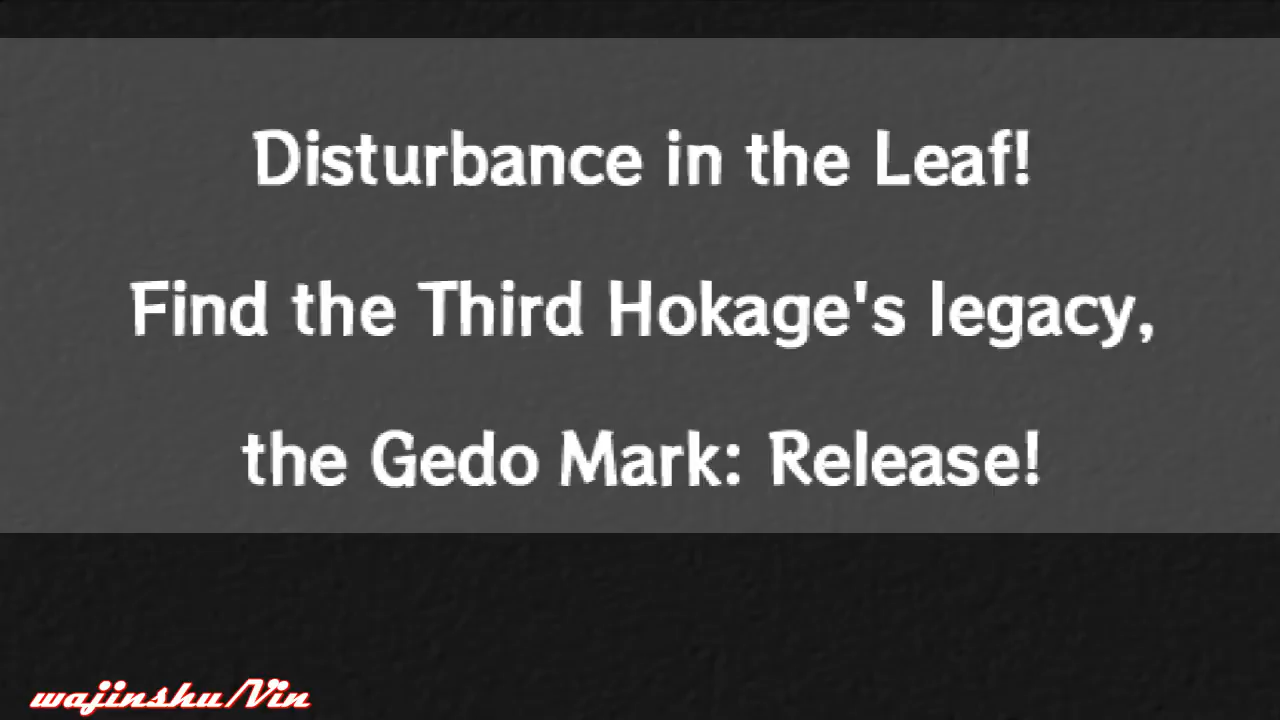 Disturbance in the Leaf!
Find the Third Hokage's legacy,
the Gedo Mark: Release!
wajinshu/Vin